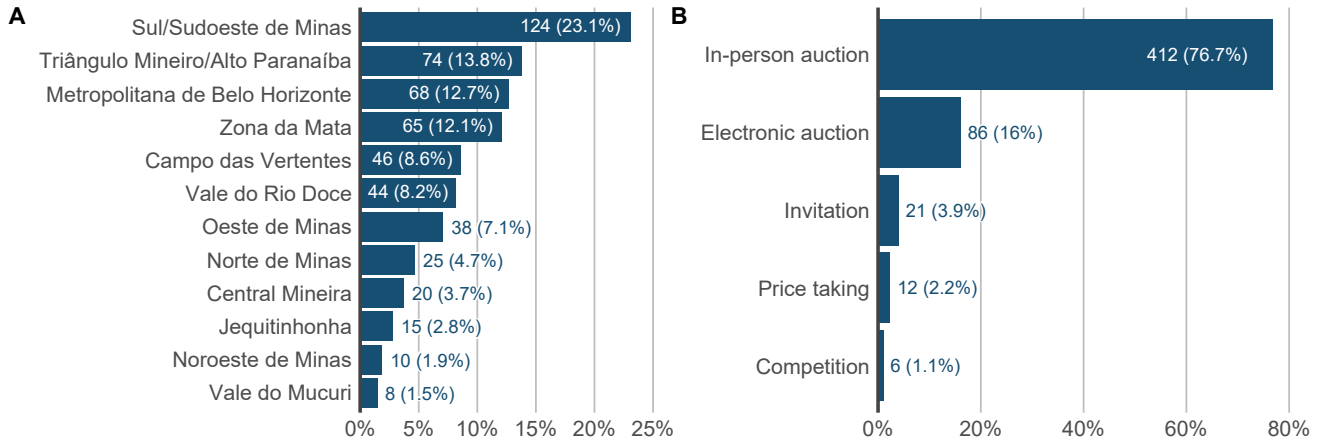 A
Sul/Sudoeste de Minas 124 (23.1%)
Triângulo Mineiro/Alto Paranaíba 74 (13.8%)
Metropolitana de Belo Horizonte 68 (12.7%)
Zona da Mata 65 (12.1%)
Campo das Vertentes 46 (8.6%)
Vale do Rio Doce 44 (8.2%)
Oeste de Minas 38 (7.1%)
Norte de Minas 25 (4.7%)
Central Mineira 20 (3.7%)
Jequitinhonha 15 (2.8%)
Noroeste de Minas 10 (1.9%)
Vale do Mucuri 8 (1.5%)
0% 5% 10% 15% 20% 25%
B
In-person auction 412 (76.7%)
Electronic auction 86 (16%)
Invitation 21 (3.9%)
Price taking 12 (2.2%)
Competition 6 (1.1%)
0% 20% 40% 60% 80%